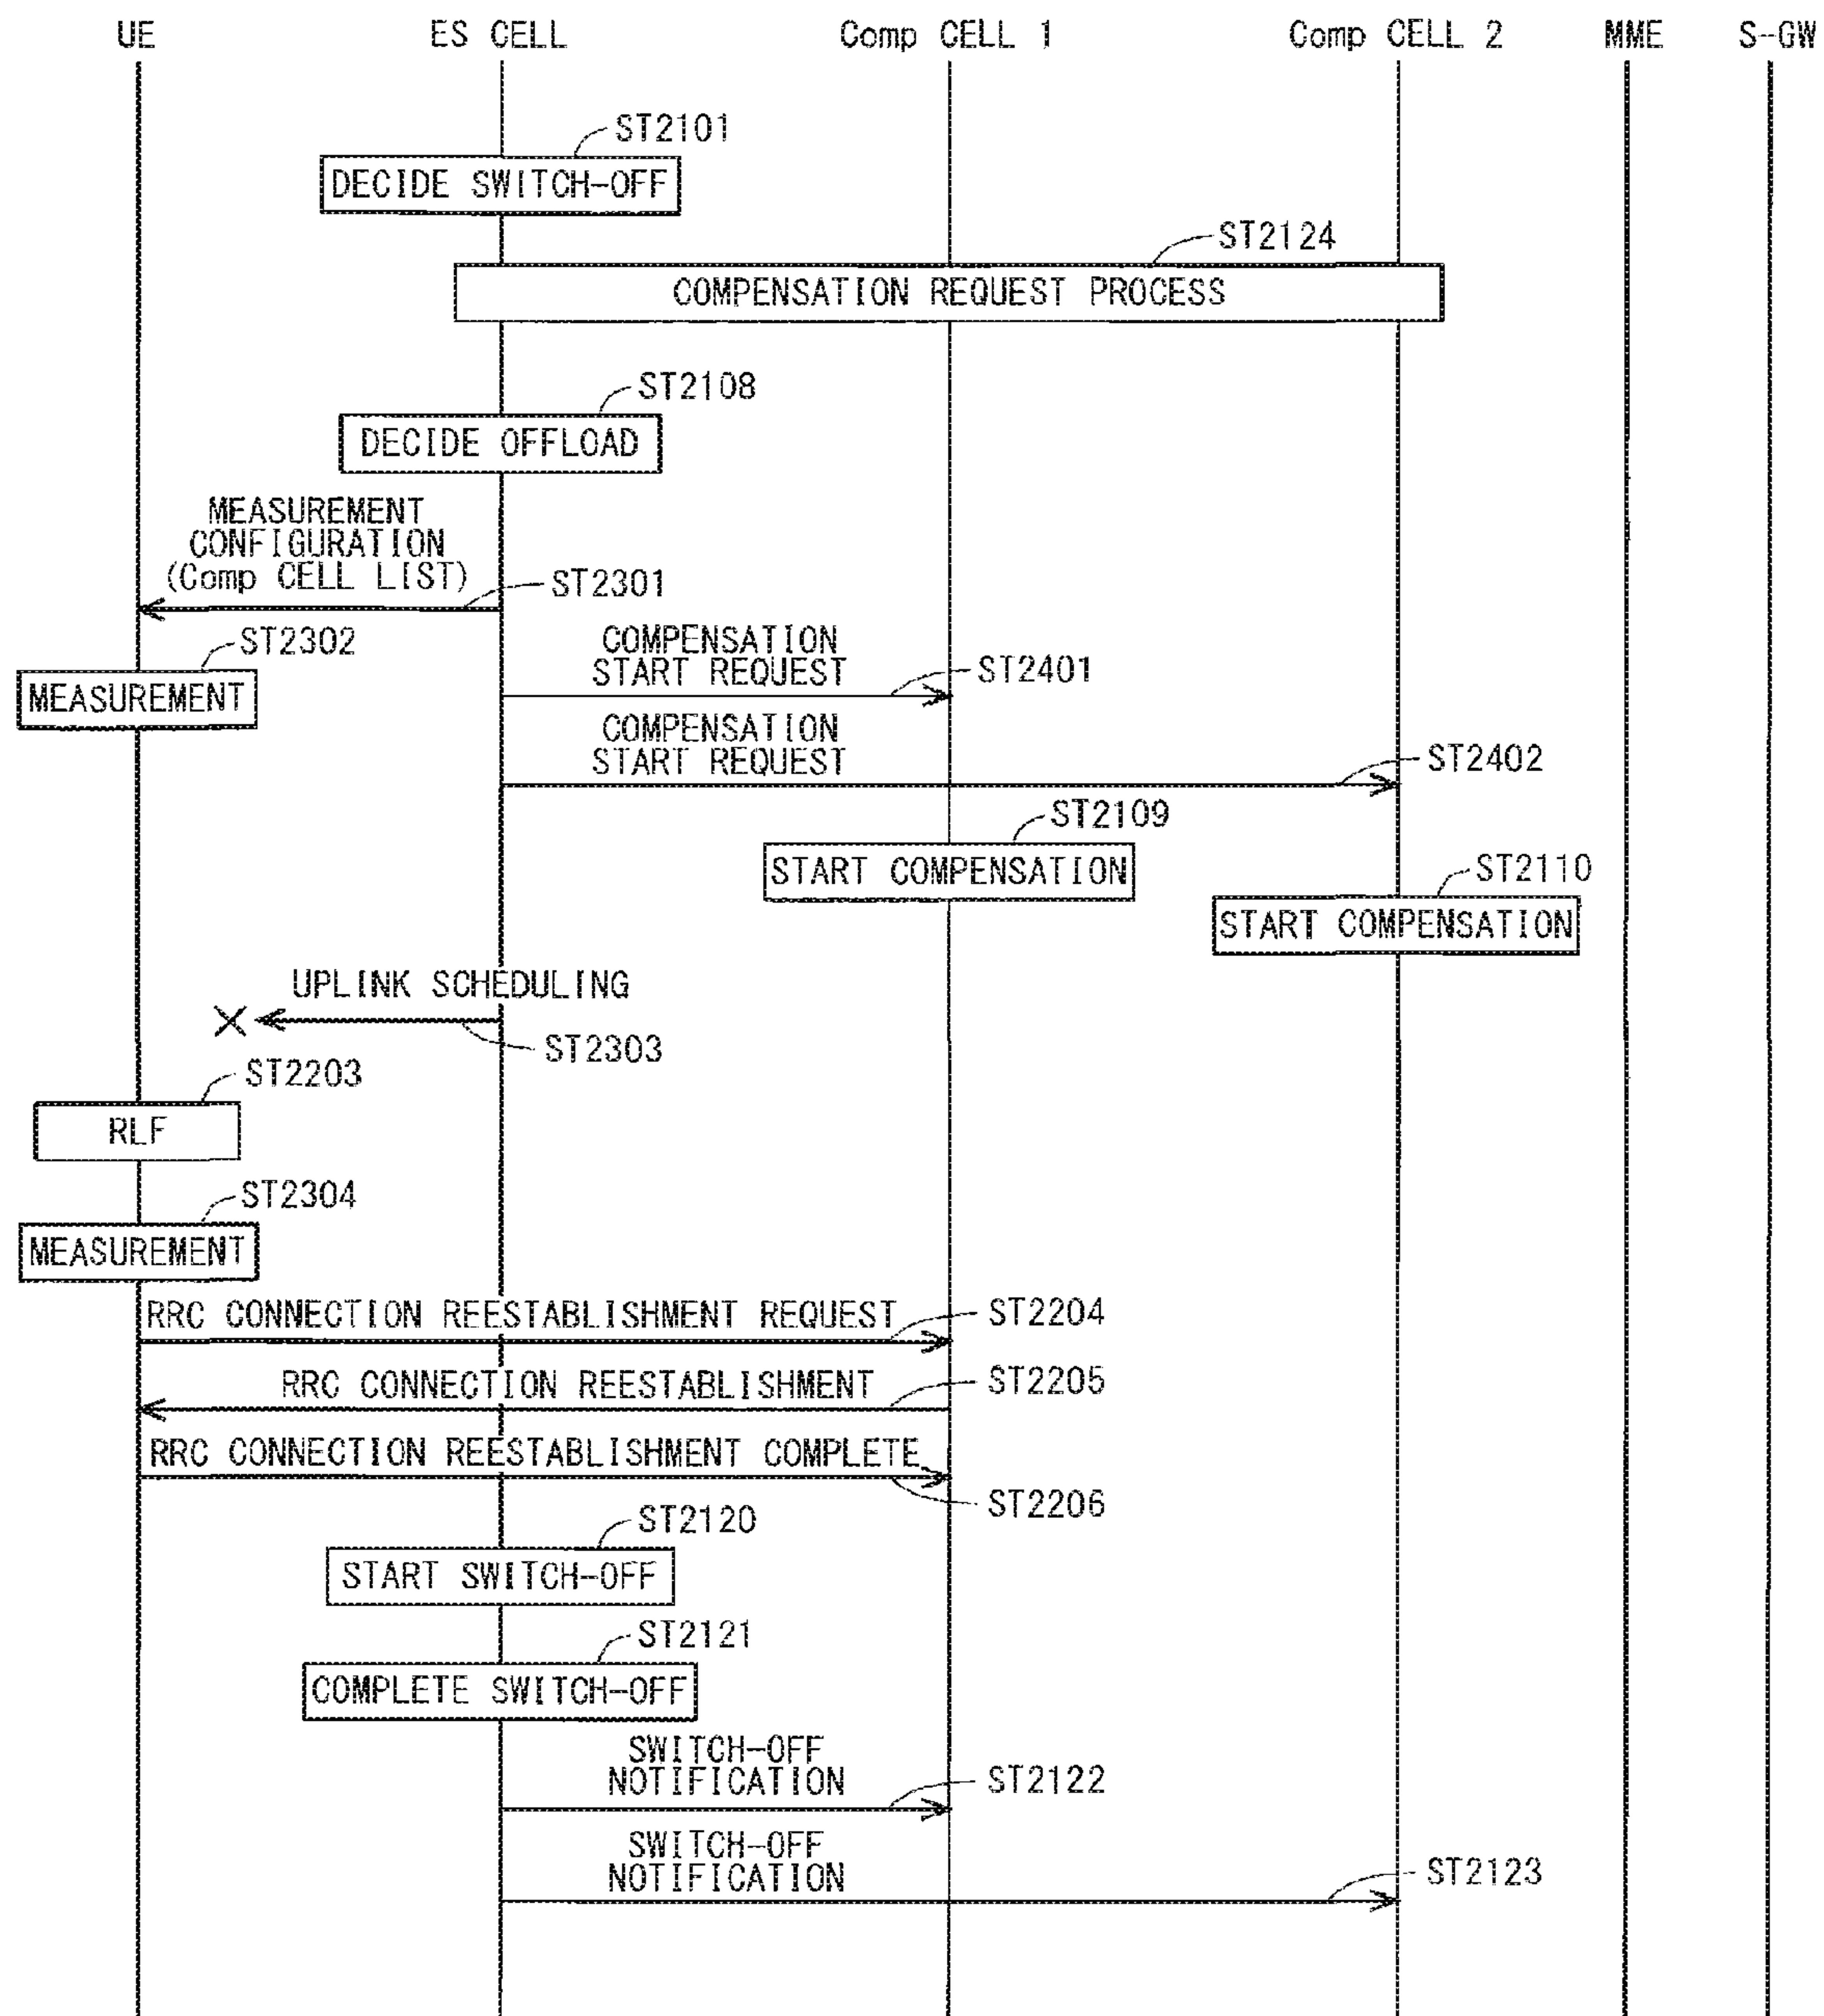 UE ES CELL Comp CELL 1 Comp CELL 2 MME S-GW
ST2101
DECIDE SWITCH-OFF
ST2124
COMPENSATION REQUEST PROCESS
ST2108
DECIDE OFFLOAD
MEASUREMENT
CONFIGURATION
(Comp CELL LIST)
ST2301
ST2302
MEASUREMENT
COMPENSATION
START REQUEST
ST2401
COMPENSATION
START REQUEST
ST2402
ST2109
START COMPENSATION
ST2110
START COMPENSATION
UPLINK SCHEDULING
ST2303
ST2203
RLF
ST2304
MEASUREMENT
RRC CONNECTION REESTABLISHMENT REQUEST
ST2204
RRC CONNECTION REESTABLISHMENT
ST2205
RRC CONNECTION REESTABLISHMENT COMPLETE
ST2206
ST2120
START SWITCH-OFF
ST2121
COMPLETE SWITCH-OFF
SWITCH-OFF
NOTIFICATION
ST2122
SWITCH-OFF
NOTIFICATION
ST2123